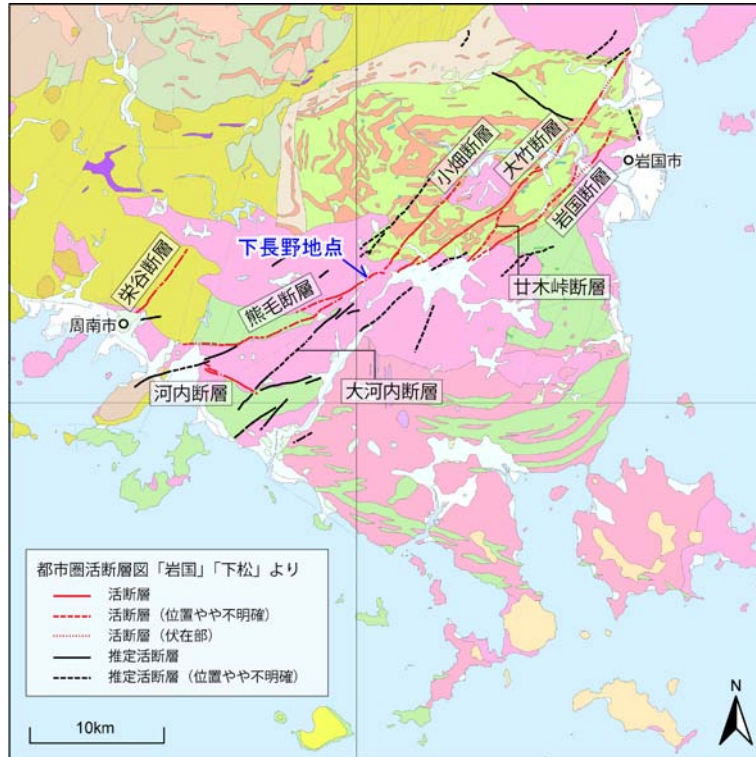 小畑断層
大竹断層
岩国市
岩国断層
下長野地点
栄谷断層
熊毛断層
廿木峠断層
周南市
河内断層
大河内断層
都市圏活断層図「岩国」「下松」より
活断層
活断層（位置やや不明確）
活断層（伏在部）
推定活断層
推定活断層（位置やや不明確）
10km
N